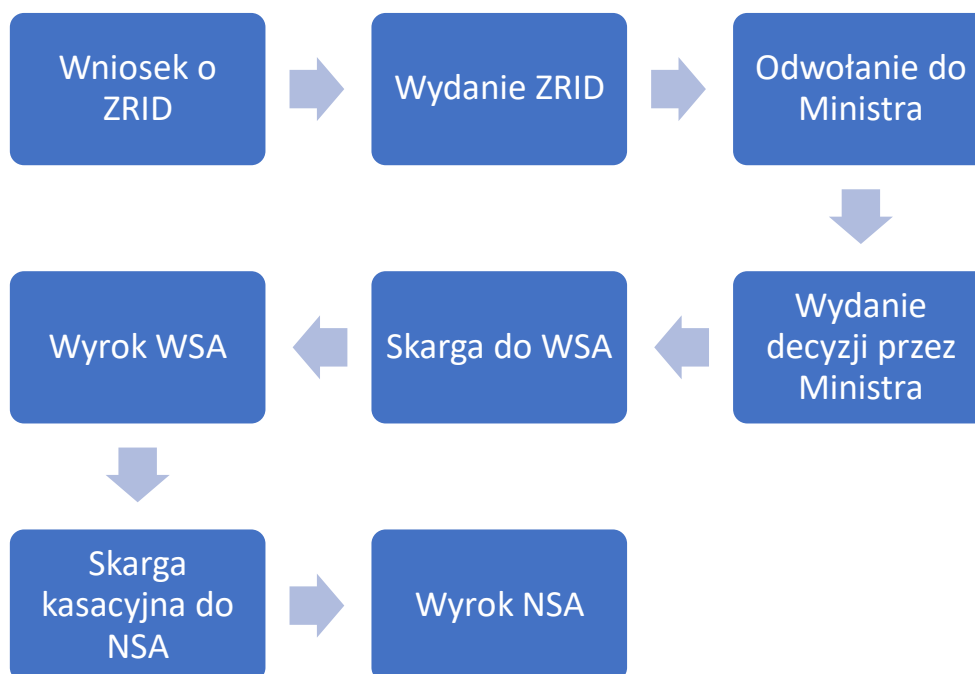 Wniosek o
ZRID
Wydanie ZRID
Odwołanie do
Ministra
Wydanie
decyzji przez
Ministra
Skarga do WSA
Wyrok WSA
Skarga
kasacyjna do
NSA
Wyrok NSA